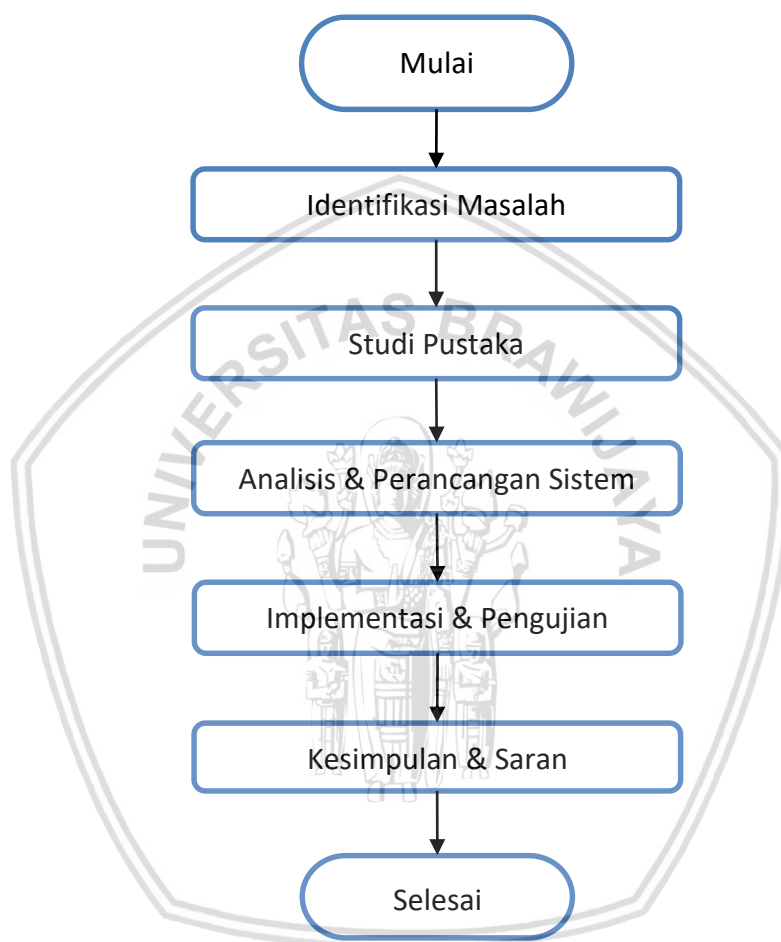 Mulai
Identifikasi Masalah
UNIVERSITAS BRAWIJAYA
Studi Pustaka
Analisis & Perancangan Sistem
Implementasi & Pengujian
Kesimpulan & Saran
Selesai